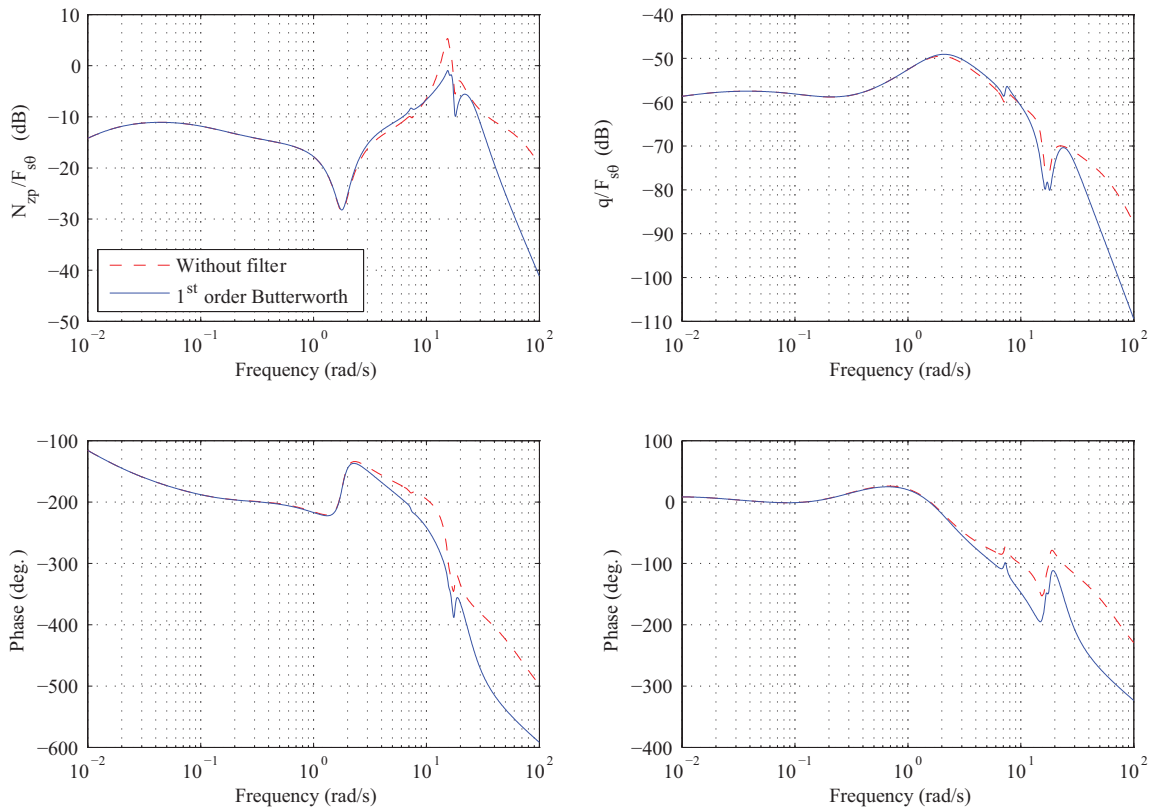 10
0
−10
−20
−30
−40
−50
N_zp/F_sθ (dB)
10^−2 10^−1 10^0 10^1 10^2
Frequency (rad/s)
Without filter
1^st order Butterworth
−40
−50
−60
−70
−80
−90
−100
−110
q/F_sθ (dB)
10^−2 10^−1 10^0 10^1 10^2
Frequency (rad/s)
−100
−200
−300
−400
−500
−600
Phase (deg.)
10^−2 10^−1 10^0 10^1 10^2
Frequency (rad/s)
100
0
−100
−200
−300
−400
Phase (deg.)
10^−2 10^−1 10^0 10^1 10^2
Frequency (rad/s)